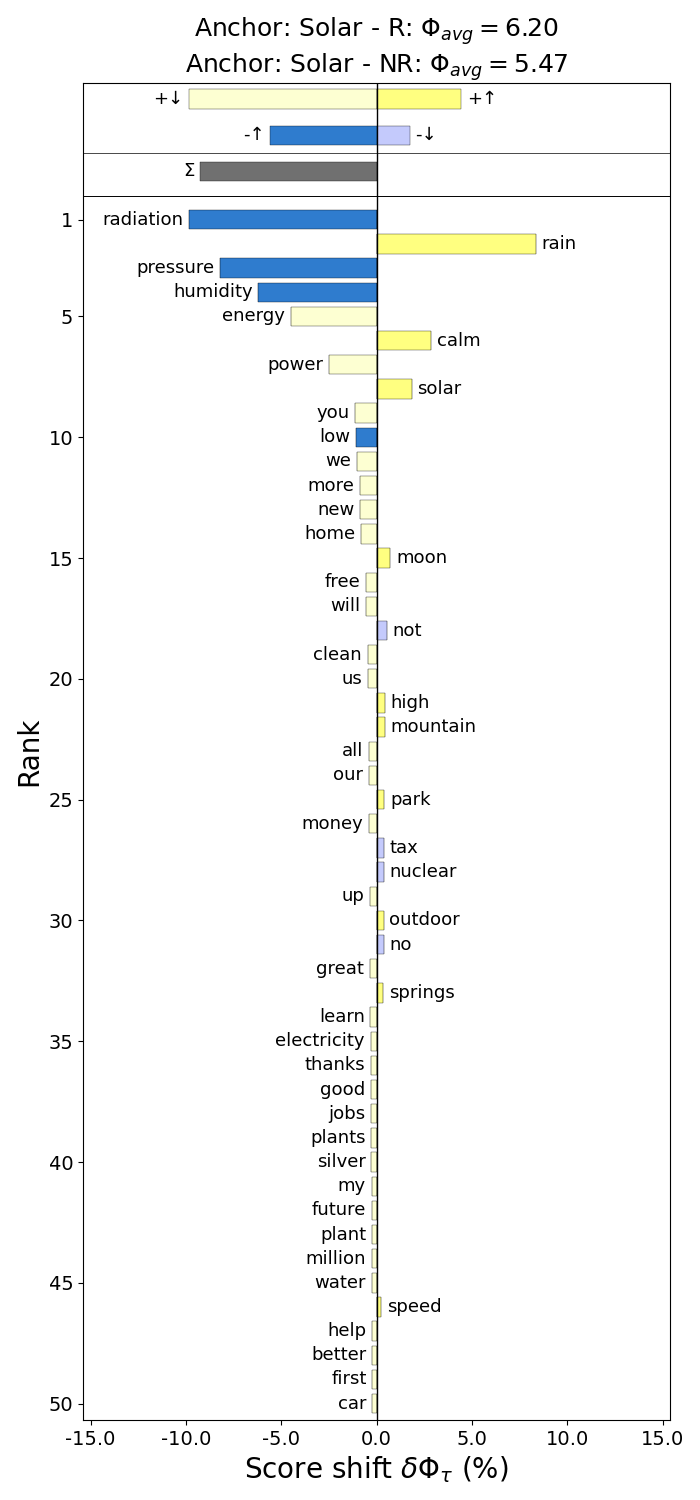 Anchor: Solar - R: Φavg = 6.20
Anchor: Solar - NR: Φavg = 5.47
+↓ +↑
-↑ -↓
Σ
1 radiation
rain
pressure
humidity
5 energy
calm
power
solar
you
10 low
we
more
new
home
15 moon
free
will
not
clean
20 us
high
mountain
all
our
25 park
money
tax
nuclear
up
30 outdoor
no
great
springs
learn
35 electricity
thanks
good
jobs
plants
40 silver
my
future
plant
million
45 water
speed
help
better
first
50 car
Rank
-15.0 -10.0 -5.0 0.0 5.0 10.0 15.0
Score shift δΦτ (%)